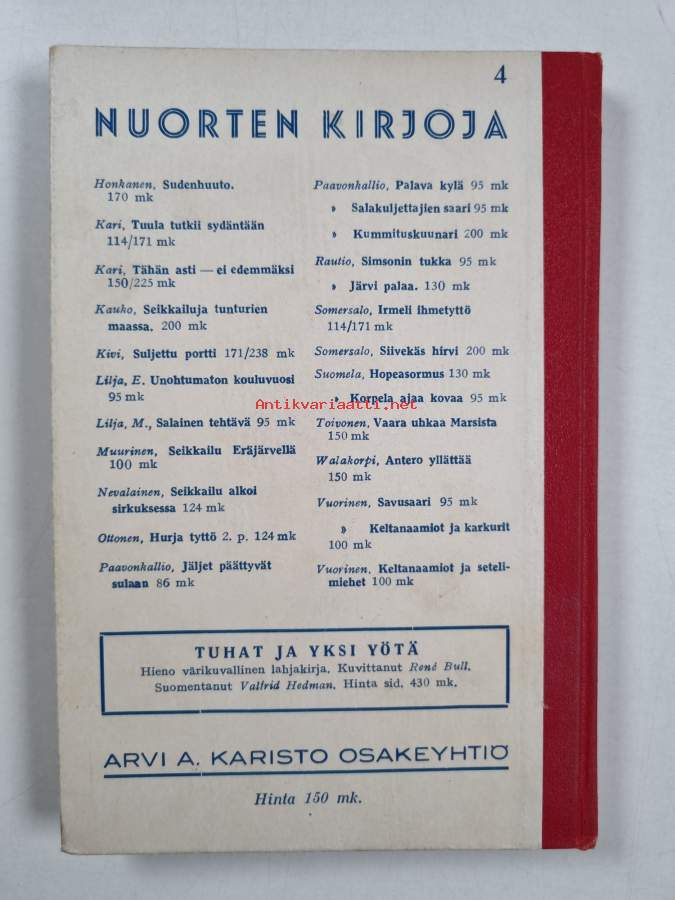 4
NUORTEN KIRJOJA
Honkanen, Sudenhuuto.
170 mk
Kari, Tuula tutkii sydäntään
114/171 mk
Kari, Tähän asti — ei edemmäksi
150/225 mk
Kauko, Seikkailuja tunturien
maassa. 200 mk
Kivi, Suljettu portti 171/238 mk
Lilja, E. Unohtumaton kouluvuosi
95 mk
Lilja, M., Salainen tehtävä 95 mk
Muurinen, Seikkailu Eräjärvellä
100 mk
Nevalainen, Seikkailu alkoi
sirkuksessa 124 mk
Ottonen, Hurja tyttö 2. p. 124 mk
Paavonkallio, Jäljet päättyvät
sulaan 86 mk
Paavonkallio, Palava kylä 95 mk
» Salakuljettajien saari 95 mk
» Kummituskuunari 200 mk
Rautio, Simsonin tukka 95 mk
» Järvi palaa. 130 mk
Somersalo, Irmeli ihmetyttö
114/171 mk
Somersalo, Siivekäs hirvi 200 mk
Suomela, Hopeasormus 130 mk
» Korpela ajaa kovaa 95 mk
Toivonen, Vaara uhkaa Marsista
150 mk
Walakorpi, Antero yllättää
150 mk
Vuorinen, Savusaari 95 mk
» Keltanaamiot ja karkurit
100 mk
Vuorinen, Keltanaamiot ja seteli-
miehet 100 mk
Antikvariaatti.net
TUHAT JA YKSI YÖTÄ
Hieno värikuvallinen lahjakirja. Kuvittanut René Bull.
Suomentanut Valfrid Hedman. Hinta sid. 430 mk.
ARVI A. KARISTO OSAKEYHTIÖ
Hinta 150 mk.